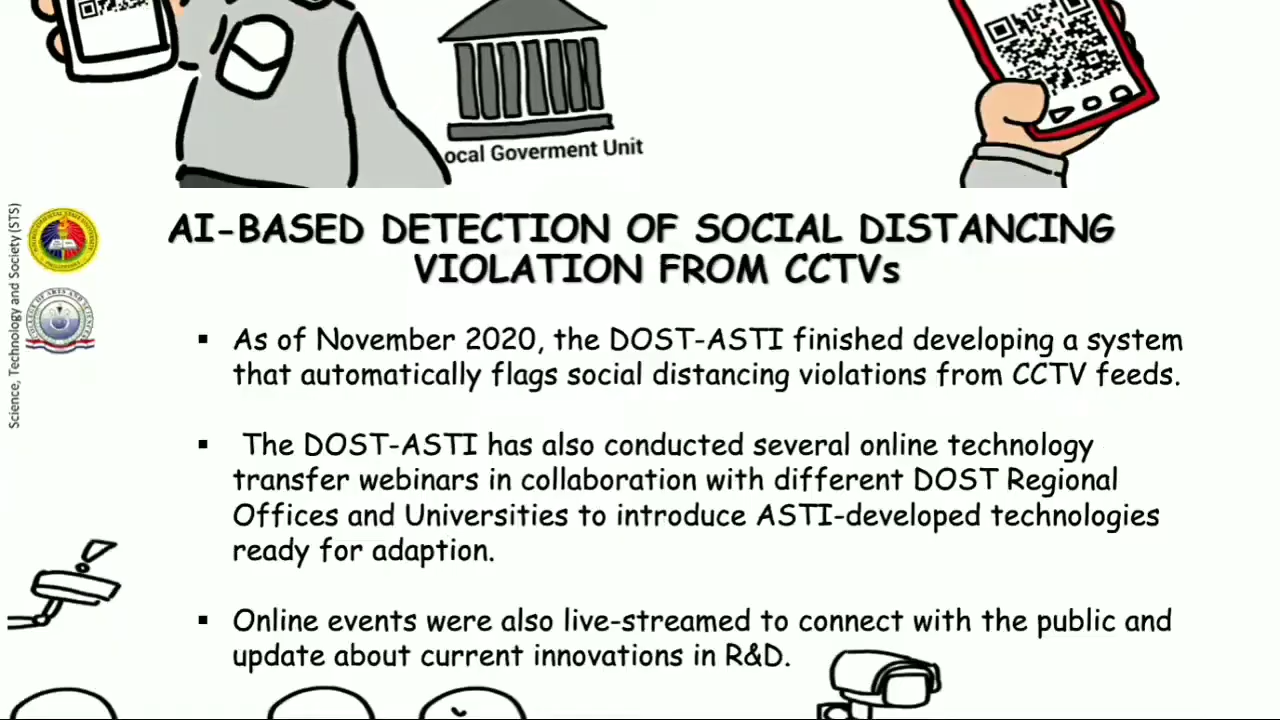 ocal Goverment Unit
Science, Technology and Society (STS)
AI-BASED DETECTION OF SOCIAL DISTANCING
VIOLATION FROM CCTVs
▪ As of November 2020, the DOST-ASTI finished developing a system
that automatically flags social distancing violations from CCTV feeds.
▪ The DOST-ASTI has also conducted several online technology
transfer webinars in collaboration with different DOST Regional
Offices and Universities to introduce ASTI-developed technologies
ready for adaption.
▪ Online events were also live-streamed to connect with the public and
update about current innovations in R&D.